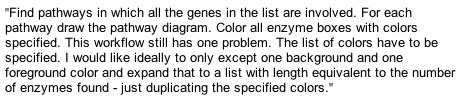 "Find pathways in which all the genes in the list are involved. For each
pathway draw the pathway diagram. Color all enzyme boxes with colors
specified. This workflow still has one problem. The list of colors have to be
specified. I would like ideally to only except one background and one
foreground color and expand that to a list with length equivalent to the number
of enzymes found - just duplicating the specified colors."